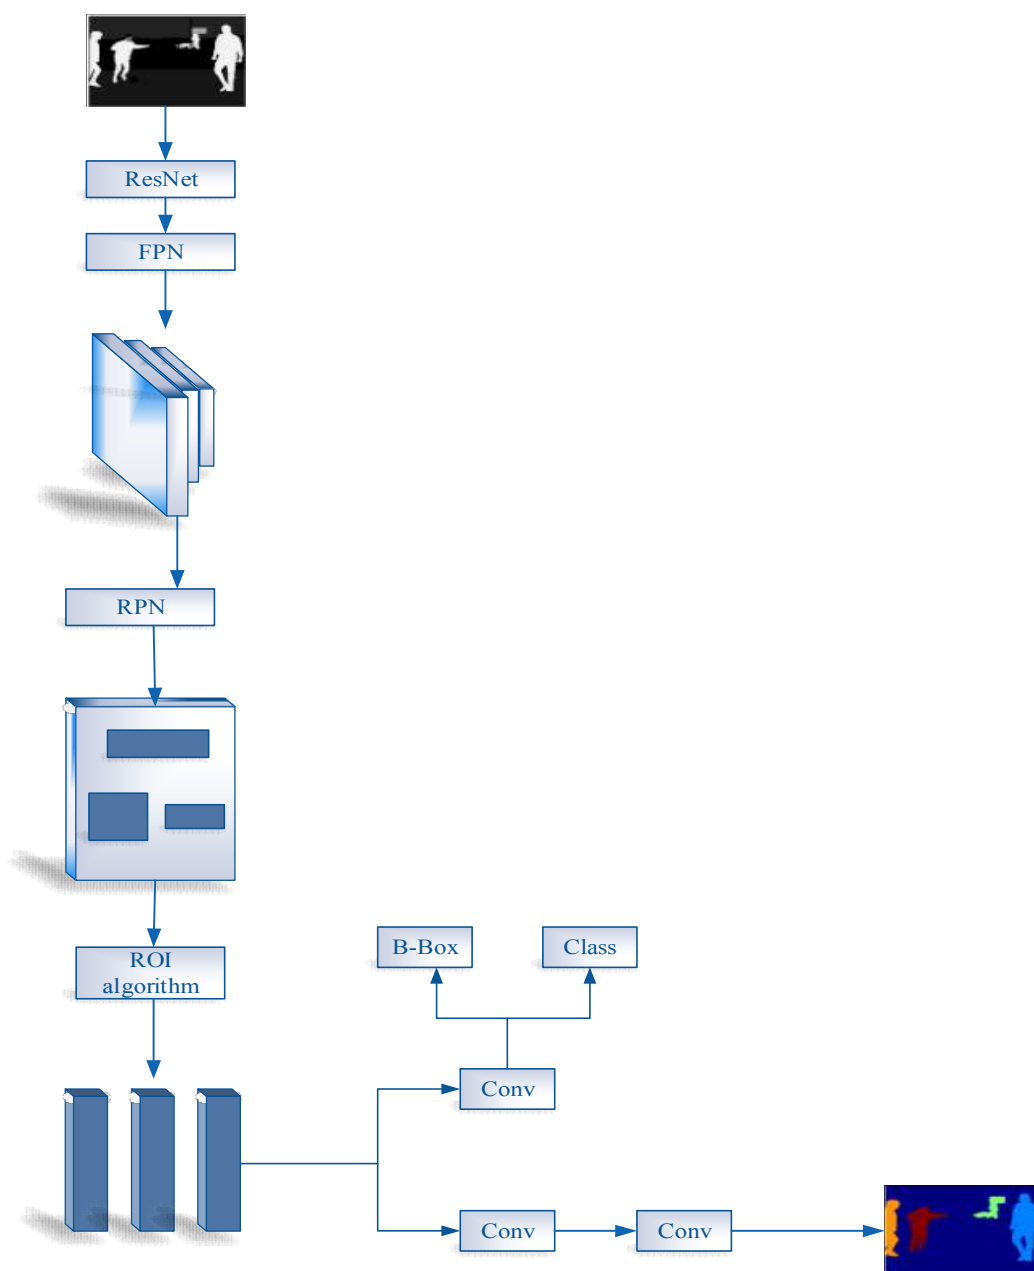 ResNet
FPN
RPN
ROI
algorithm
B-Box
Class
Conv
Conv
Conv